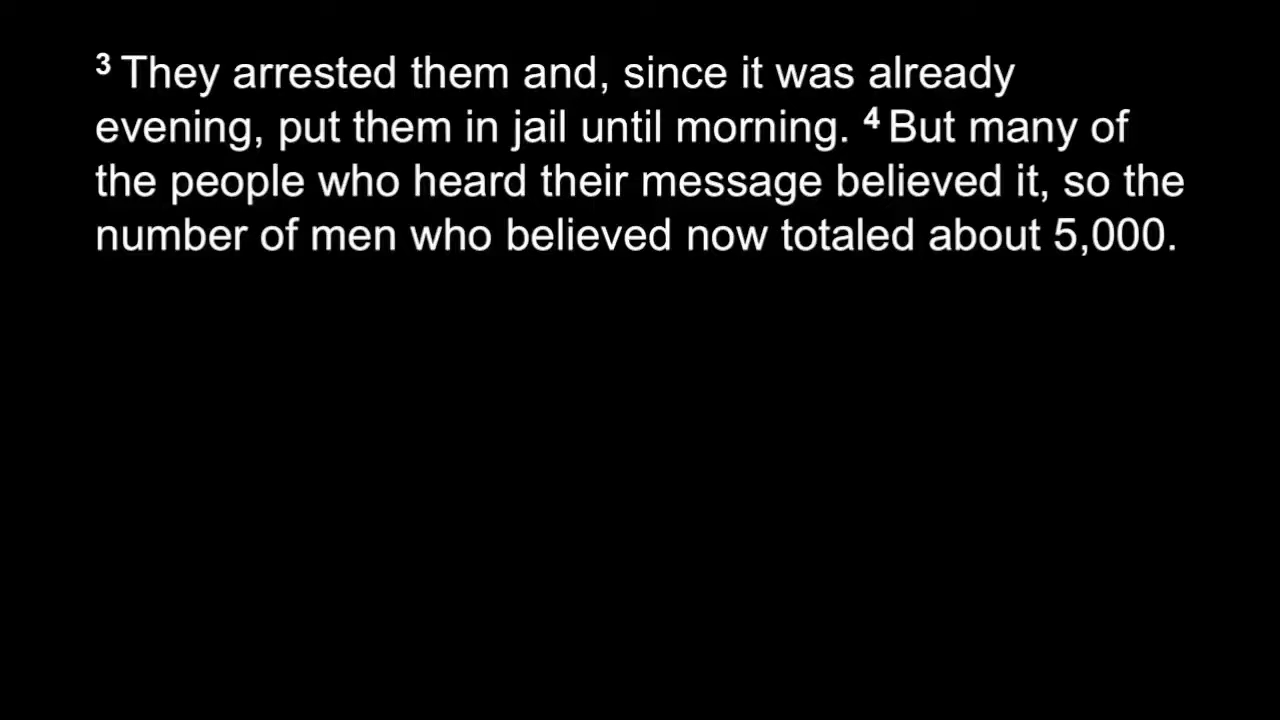 3 They arrested them and, since it was already
evening, put them in jail until morning. 4 But many of
the people who heard their message believed it, so the
number of men who believed now totaled about 5,000.